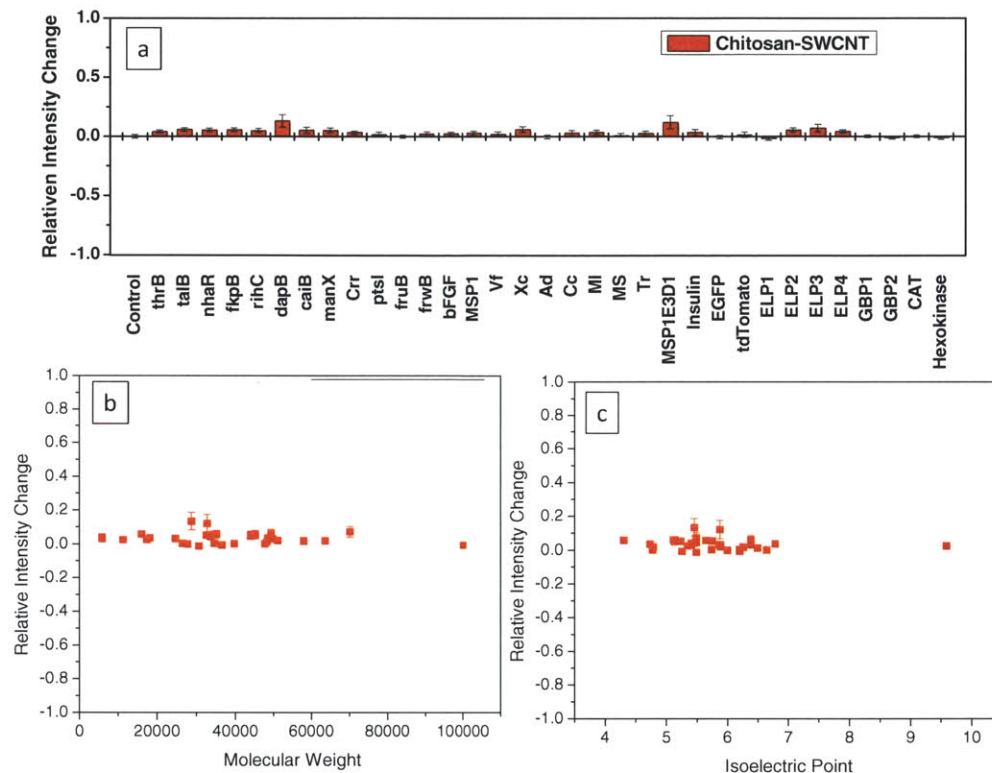 a
Chitosan-SWCNT
Relativen Intensity Change
1.0
0.5
0.0
-0.5
-1.0
Control
thrB
talB
nhaR
fkpB
rihC
dapB
caiB
manX
Crr
ptsI
fruB
frwB
bFGF
MSP1
Vf
Xc
Ad
Cc
Ml
MS
Tr
MSP1E3D1
Insulin
EGFP
tdTomato
ELP1
ELP2
ELP3
ELP4
GBP1
GBP2
CAT
Hexokinase
b
Relative Intensity Change
1.0
0.8
0.6
0.4
0.2
0.0
-0.2
-0.4
-0.6
-0.8
-1.0
0 20000 40000 60000 80000 100000
Molecular Weight
c
Relative Intensity Change
1.0
0.8
0.6
0.4
0.2
0.0
-0.2
-0.4
-0.6
-0.8
-1.0
4 5 6 7 8 9 10
Isoelectric Point